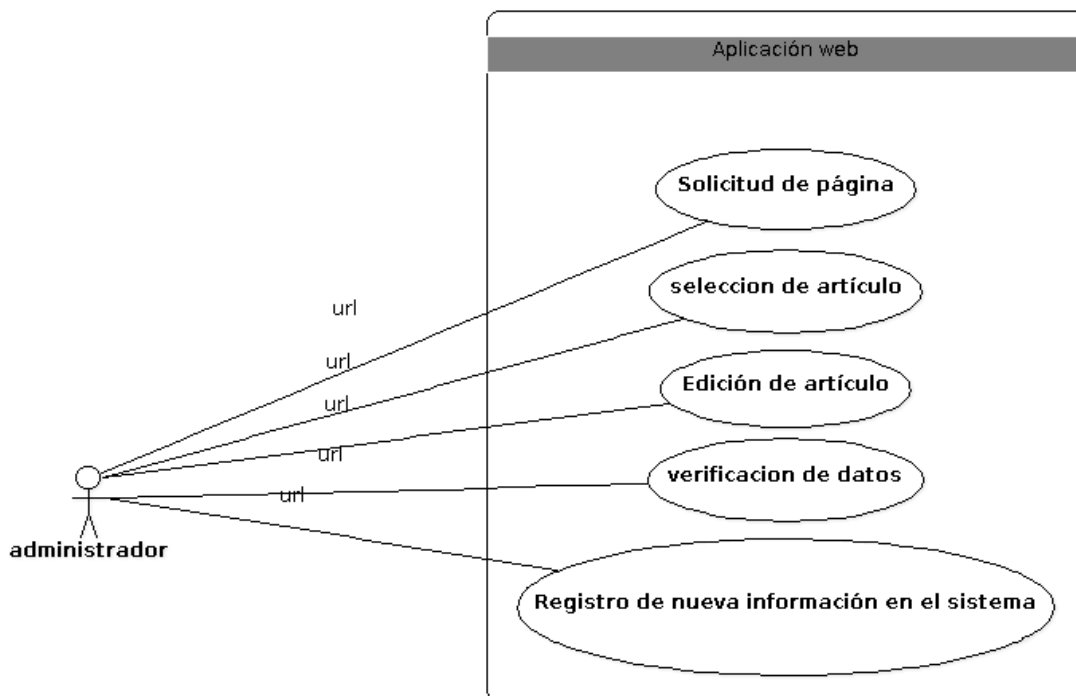 Aplicación web
Solicitud de página
seleccion de artículo
Edición de artículo
verificacion de datos
Registro de nueva información en el sistema
url
url
url
url
url
administrador